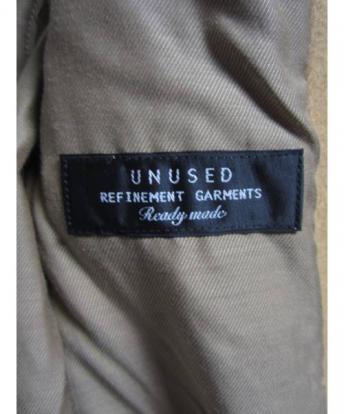 UNUSED
REFINEMENT GARMENTS
Ready made